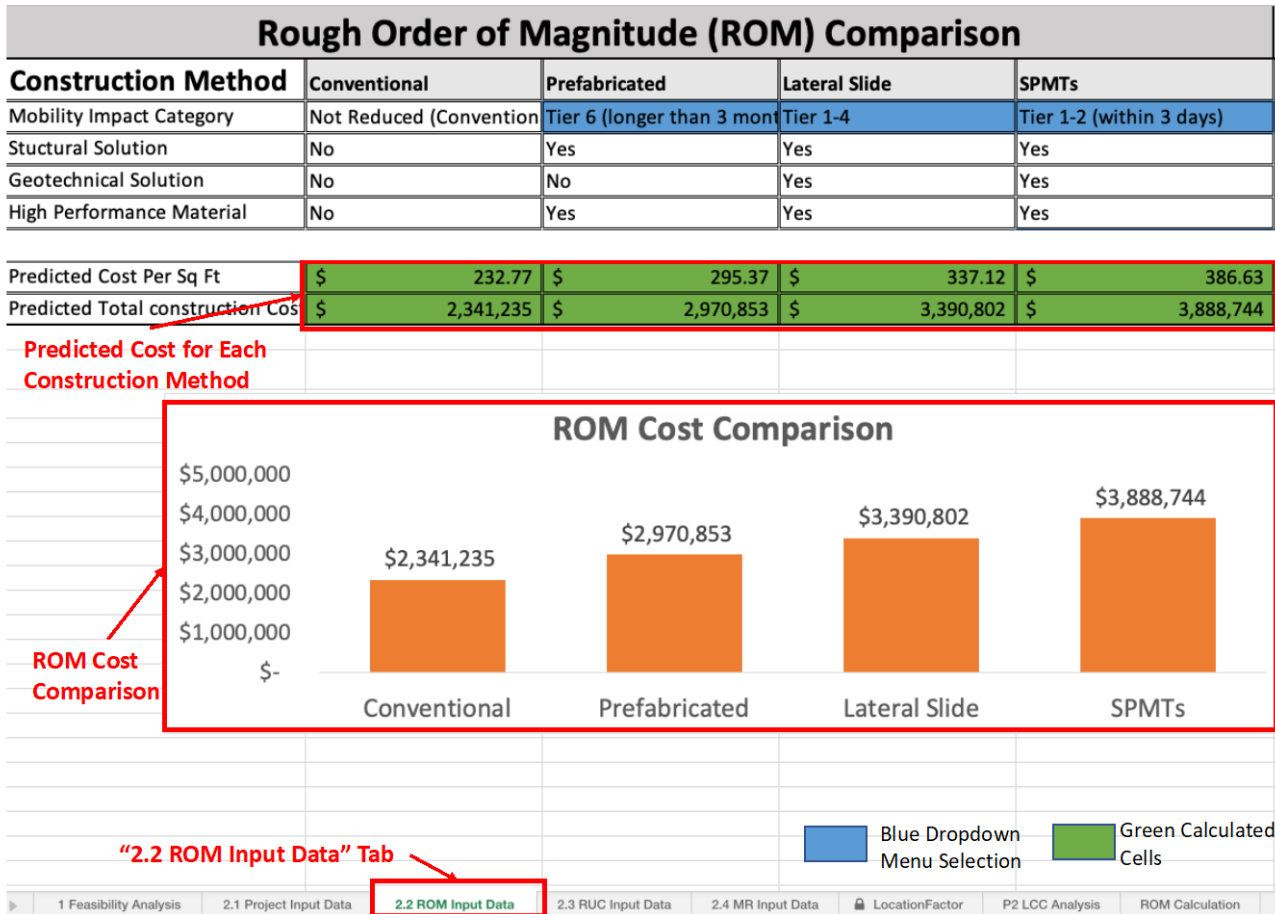 Rough Order of Magnitude (ROM) Comparison
Construction Method Conventional Prefabricated Lateral Slide SPMTs
Mobility Impact Category Not Reduced (Convention Tier 6 (longer than 3 mont Tier 1-4 Tier 1-2 (within 3 days)
Stuctural Solution No Yes Yes Yes
Geotechnical Solution No No Yes Yes
High Performance Material No Yes Yes Yes
Predicted Cost Per Sq Ft $ 232.77 $ 295.37 $ 337.12 $ 386.63
Predicted Total construction Cos $ 2,341,235 $ 2,970,853 $ 3,390,802 $ 3,888,744
Predicted Cost for Each
Construction Method
ROM Cost Comparison
$5,000,000
$4,000,000
$3,000,000
$2,000,000
$1,000,000
$-
$2,341,235
$2,970,853
$3,390,802
$3,888,744
Conventional Prefabricated Lateral Slide SPMTs
ROM Cost
Comparison
Blue Dropdown
Menu Selection
Green Calculated
Cells
“2.2 ROM Input Data” Tab
1 Feasibility Analysis 2.1 Project Input Data 2.2 ROM Input Data 2.3 RUC Input Data 2.4 MR Input Data LocationFactor P2 LCC Analysis ROM Calculation